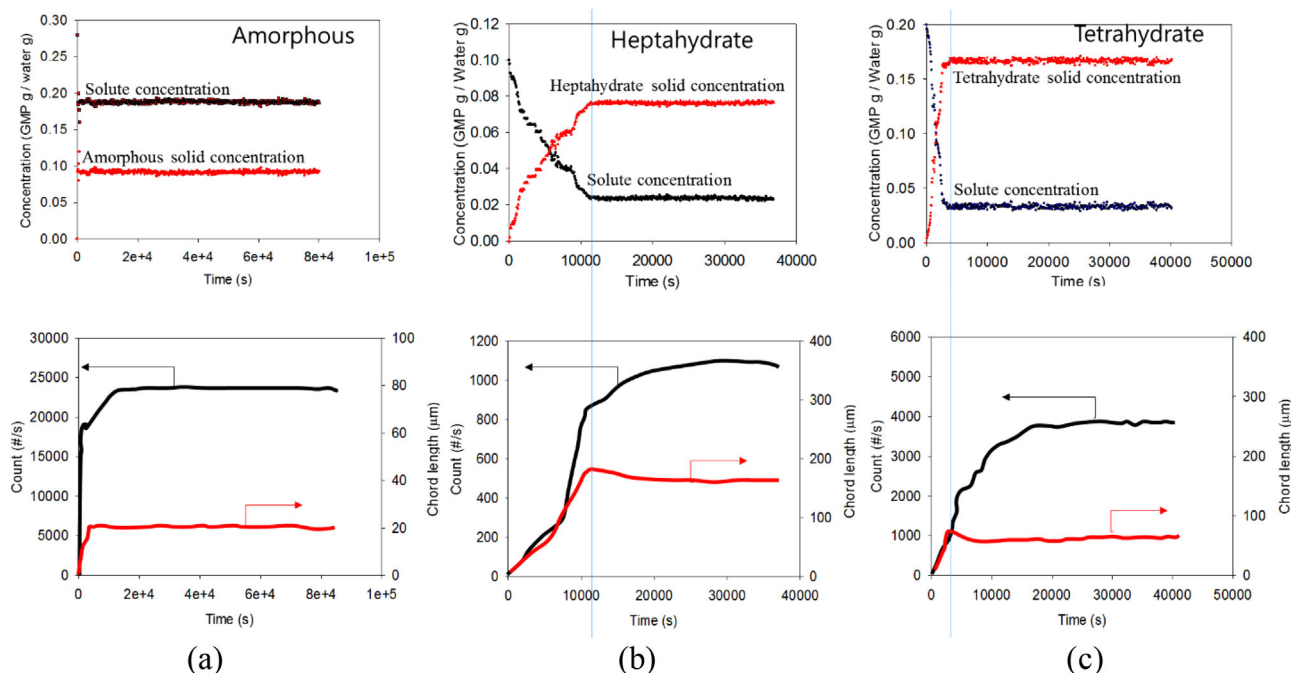 Amorphous
Concentration (GMP g / Water g)
0.30
0.25
0.20
0.15
0.10
0.05
0.00
Solute concentration
Amorphous solid concentration
0 2e+4 4e+4 6e+4 8e+4 1e+5
Time (s)
Heptahydrate
Concentration (GMP g / Water g)
0.12
0.10
0.08
0.06
0.04
0.02
0.00
Heptahydrate solid concentration
Solute concentration
0 10000 20000 30000 40000
Time (s)
Tetrahydrate
Concentration (GMP g / Water g)
0.20
0.15
0.10
0.05
0.00
Tetrahydrate solid concentration
Solute concentration
0 10000 20000 30000 40000 50000
Time (s)
Count (#/s)
30000
25000
20000
15000
10000
5000
0
100
80
60
40
20
0
Chord length (μm)
0 2e+4 4e+4 6e+4 8e+4 1e+5
Time (s)
(a)
Count (#/s)
1200
1000
800
600
400
200
0
400
300
200
100
0
Chord length (μm)
0 10000 20000 30000 40000
Time (s)
(b)
Count (#/s)
6000
5000
4000
3000
2000
1000
0
400
300
200
100
0
Chord length (μm)
0 10000 20000 30000 40000 50000
Time (s)
(c)